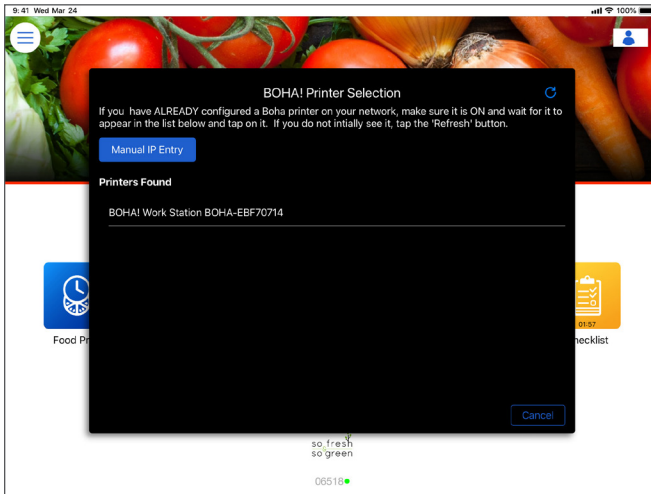 9:41 Wed Mar 24
100%
BOHA! Printer Selection
If you have ALREADY configured a Boha printer on your network, make sure it is ON and wait for it to
appear in the list below and tap on it. If you do not intially see it, tap the 'Refresh' button.
Manual IP Entry
Printers Found
BOHA! Work Station BOHA-EBF70714
01:57
Food Pr
hecklist
Cancel
so fresh
so green
06518